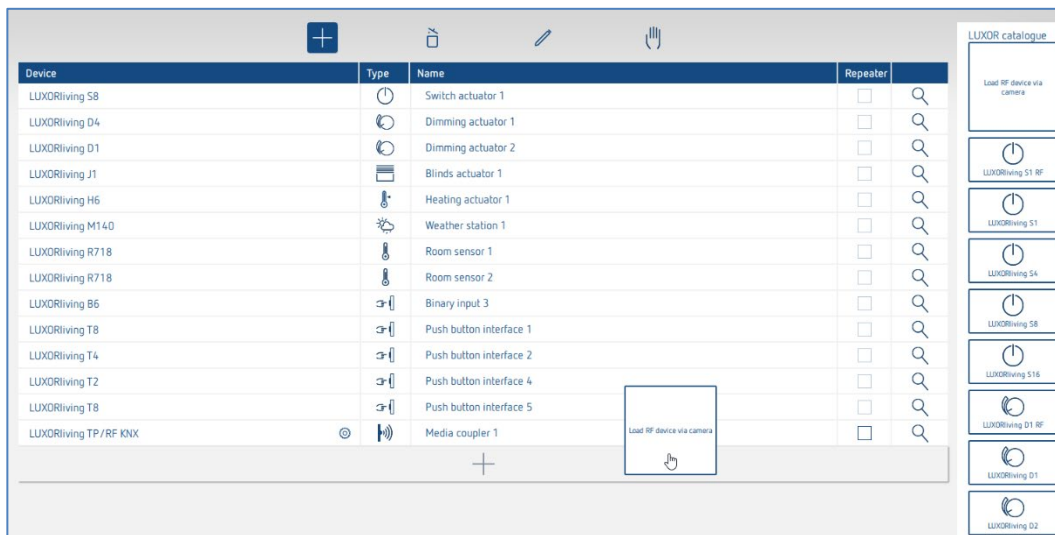 LUXOR catalogue
Device Type Name Repeater
LUXORliving S8 Switch actuator 1
LUXORliving D4 Dimming actuator 1
LUXORliving D1 Dimming actuator 2
LUXORliving J1 Blinds actuator 1
LUXORliving H6 Heating actuator 1
LUXORliving M140 Weather station 1
LUXORliving R718 Room sensor 1
LUXORliving R718 Room sensor 2
LUXORliving B6 Binary input 3
LUXORliving T8 Push button interface 1
LUXORliving T4 Push button interface 2
LUXORliving T2 Push button interface 4
LUXORliving T8 Push button interface 5
LUXORliving TP/RF KNX Media coupler 1
Load RF device via camera
Load RF device via
camera
LUXORliving S1 RF
LUXORliving S1
LUXORliving S4
LUXORliving S8
LUXORliving S16
LUXORliving D1 RF
LUXORliving D1
LUXORliving D2